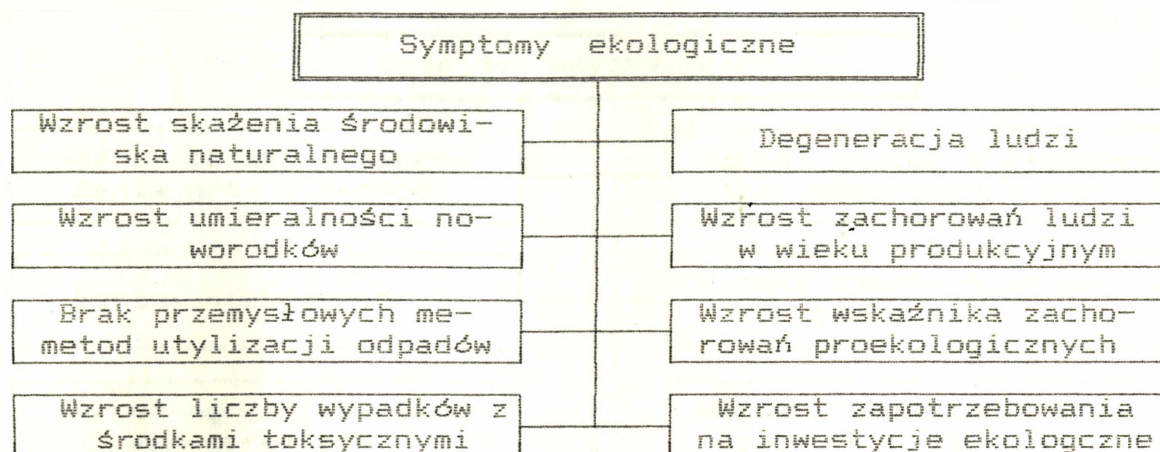 Symptomy ekologiczne
Wzrost skażenia środowi-
ska naturalnego
Degeneracja ludzi
Wzrost umieralności no-
worodków
Wzrost zachorowań ludzi
w wieku produkcyjnym
Brak przemysłowych me-
metod utylizacji odpadów
Wzrost wskaźnika zacho-
rowań proekologicznych
Wzrost liczby wypadków z
środkami toksycznymi
Wzrost zapotrzebowania
na inwestycje ekologczne